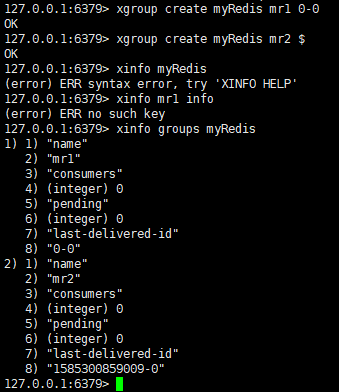 127.0.0.1:6379> xgroup create myRedis mr1 0-0
OK
127.0.0.1:6379> xgroup create myRedis mr2 $
OK
127.0.0.1:6379> xinfo myRedis
(error) ERR syntax error, try 'XINFO HELP'
127.0.0.1:6379> xinfo mr1 info
(error) ERR no such key
127.0.0.1:6379> xinfo groups myRedis
1) 1) "name"
   2) "mr1"
   3) "consumers"
   4) (integer) 0
   5) "pending"
   6) (integer) 0
   7) "last-delivered-id"
   8) "0-0"
2) 1) "name"
   2) "mr2"
   3) "consumers"
   4) (integer) 0
   5) "pending"
   6) (integer) 0
   7) "last-delivered-id"
   8) "1585300859009-0"
127.0.0.1:6379>